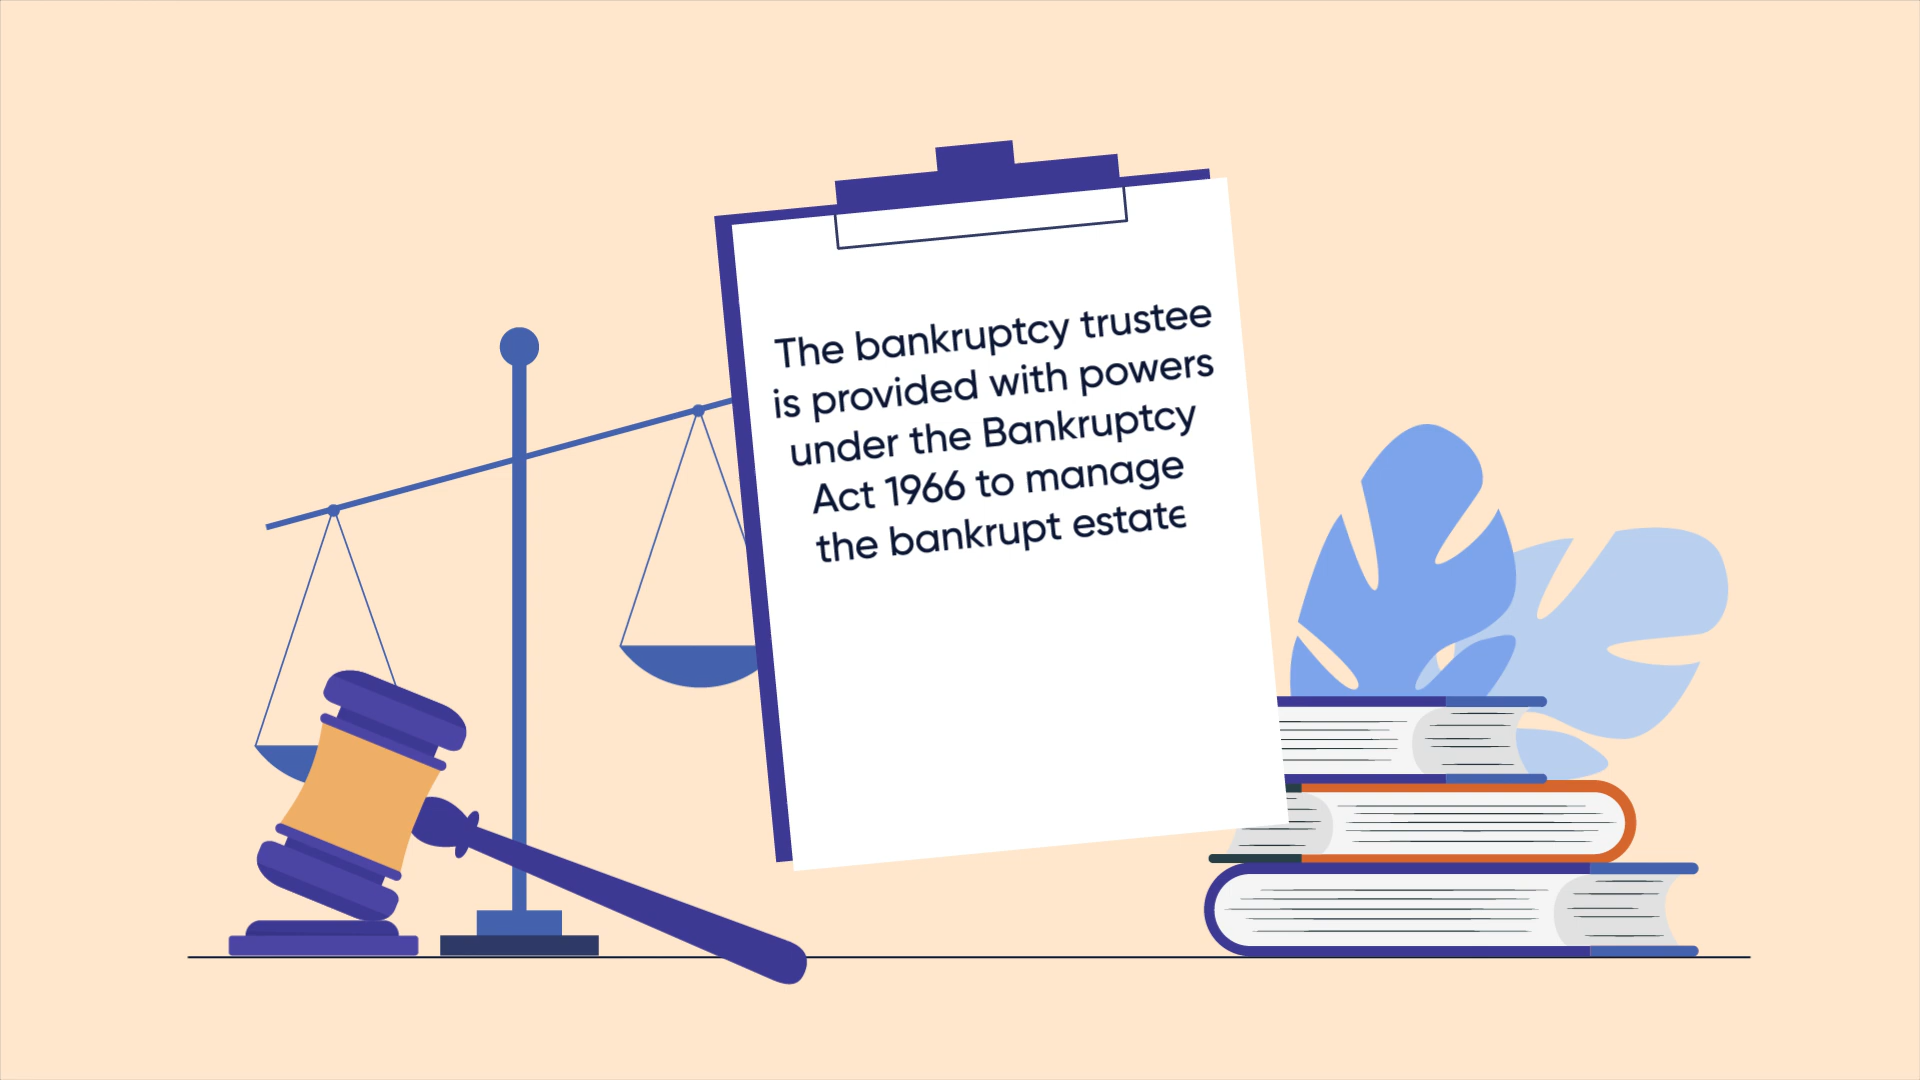 The bankruptcy trustee
is provided with powers
under the Bankruptcy
Act 1966 to manage
the bankrupt estate